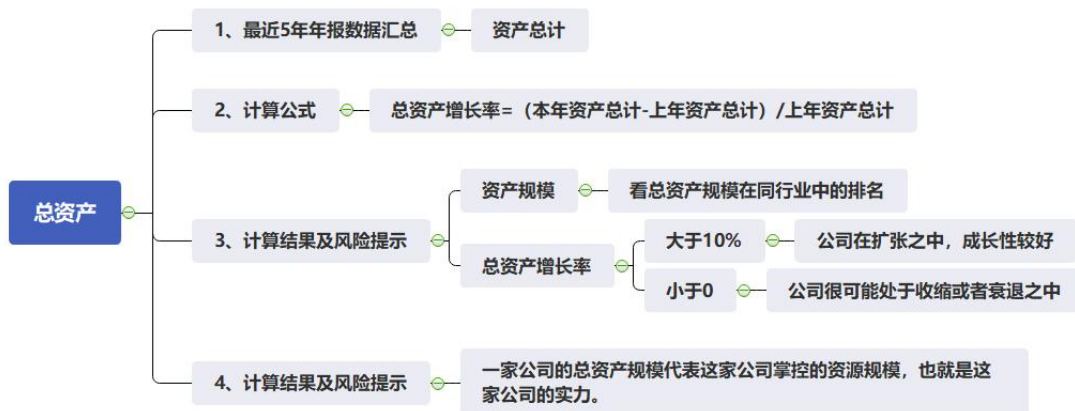 总资产
1、最近5年年报数据汇总
资产总计
2、计算公式
总资产增长率=（本年资产总计-上年资产总计）/上年资产总计
3、计算结果及风险提示
资产规模
看总资产规模在同行业中的排名
总资产增长率
大于10%
公司在扩张之中，成长性较好
小于0
公司很可能处于收缩或者衰退之中
4、计算结果及风险提示
一家公司的总资产规模代表这家公司掌控的资源规模，也就是这
家公司的实力。